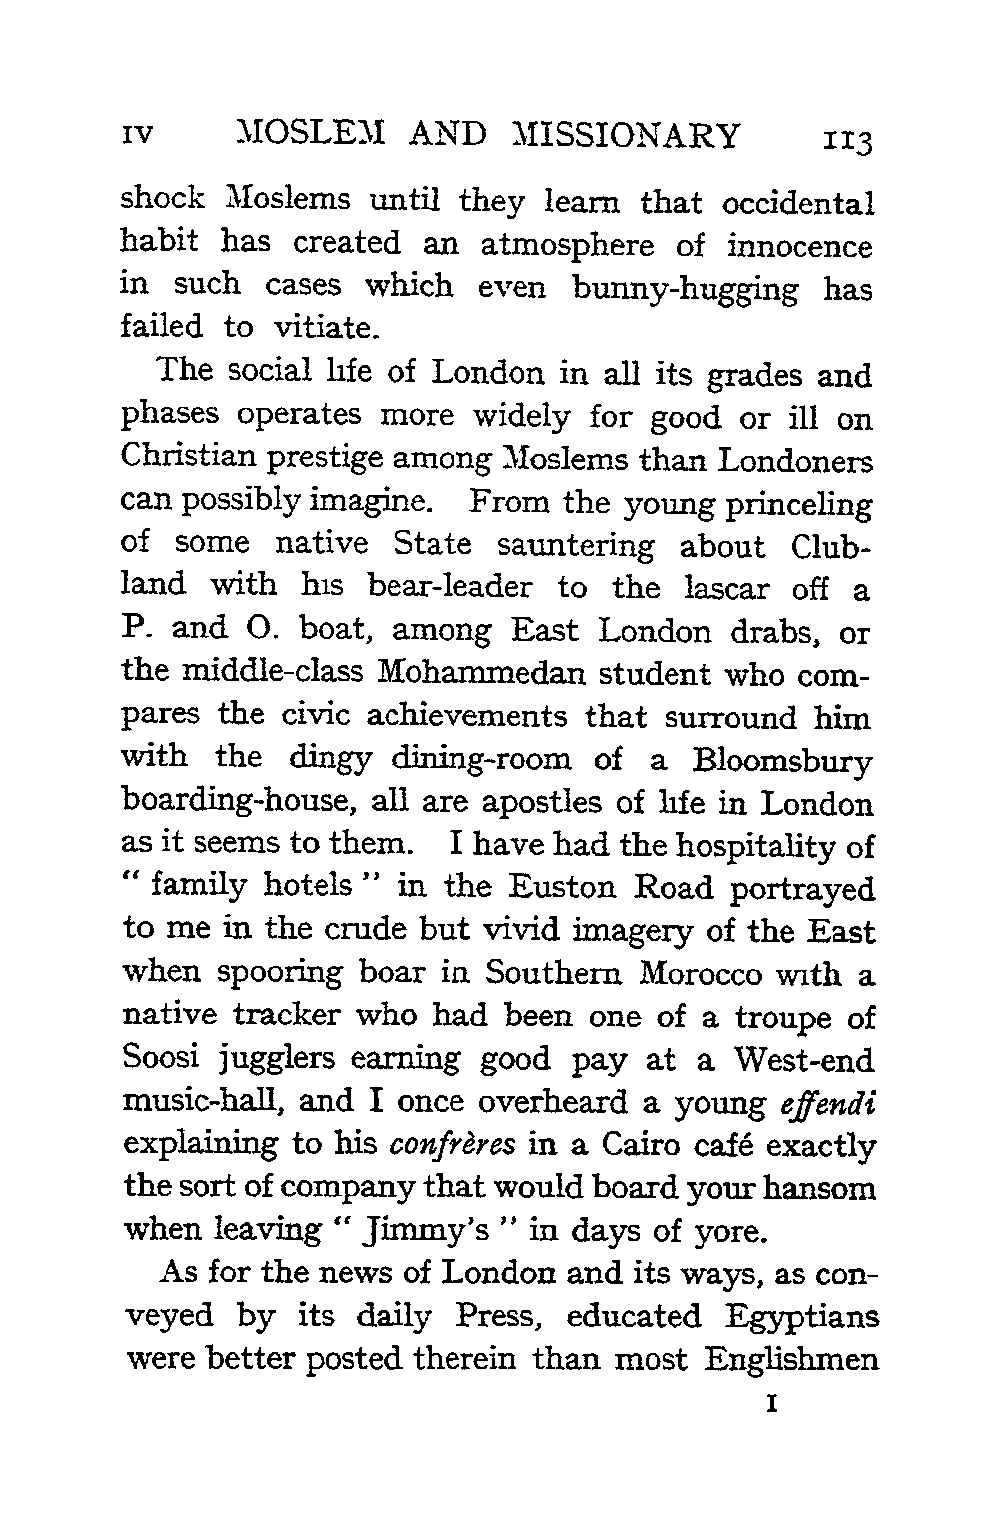 IV MOSLEM AND MISSIONARY 113
shock Moslems until they learn that occidental
habit has created an atmosphere of innocence
in such cases which even bunny-hugging has
failed to vitiate.
The social life of London in all its grades and
phases operates more widely for good or ill on
Christian prestige among Moslems than Londoners
can possibly imagine. From the young princeling
of some native State sauntering about Club-
land with his bear-leader to the lascar off a
P. and O. boat, among East London drabs, or
the middle-class Mohammedan student who com-
pares the civic achievements that surround him
with the dingy dining-room of a Bloomsbury
boarding-house, all are apostles of life in London
as it seems to them. I have had the hospitality of
“ family hotels ” in the Euston Road portrayed
to me in the crude but vivid imagery of the East
when spooring boar in Southern Morocco with a
native tracker who had been one of a troupe of
Soosi jugglers earning good pay at a West-end
music-hall, and I once overheard a young effendi
explaining to his confrères in a Cairo café exactly
the sort of company that would board your hansom
when leaving “ Jimmy’s ” in days of yore.
As for the news of London and its ways, as con-
veyed by its daily Press, educated Egyptians
were better posted therein than most Englishmen
I